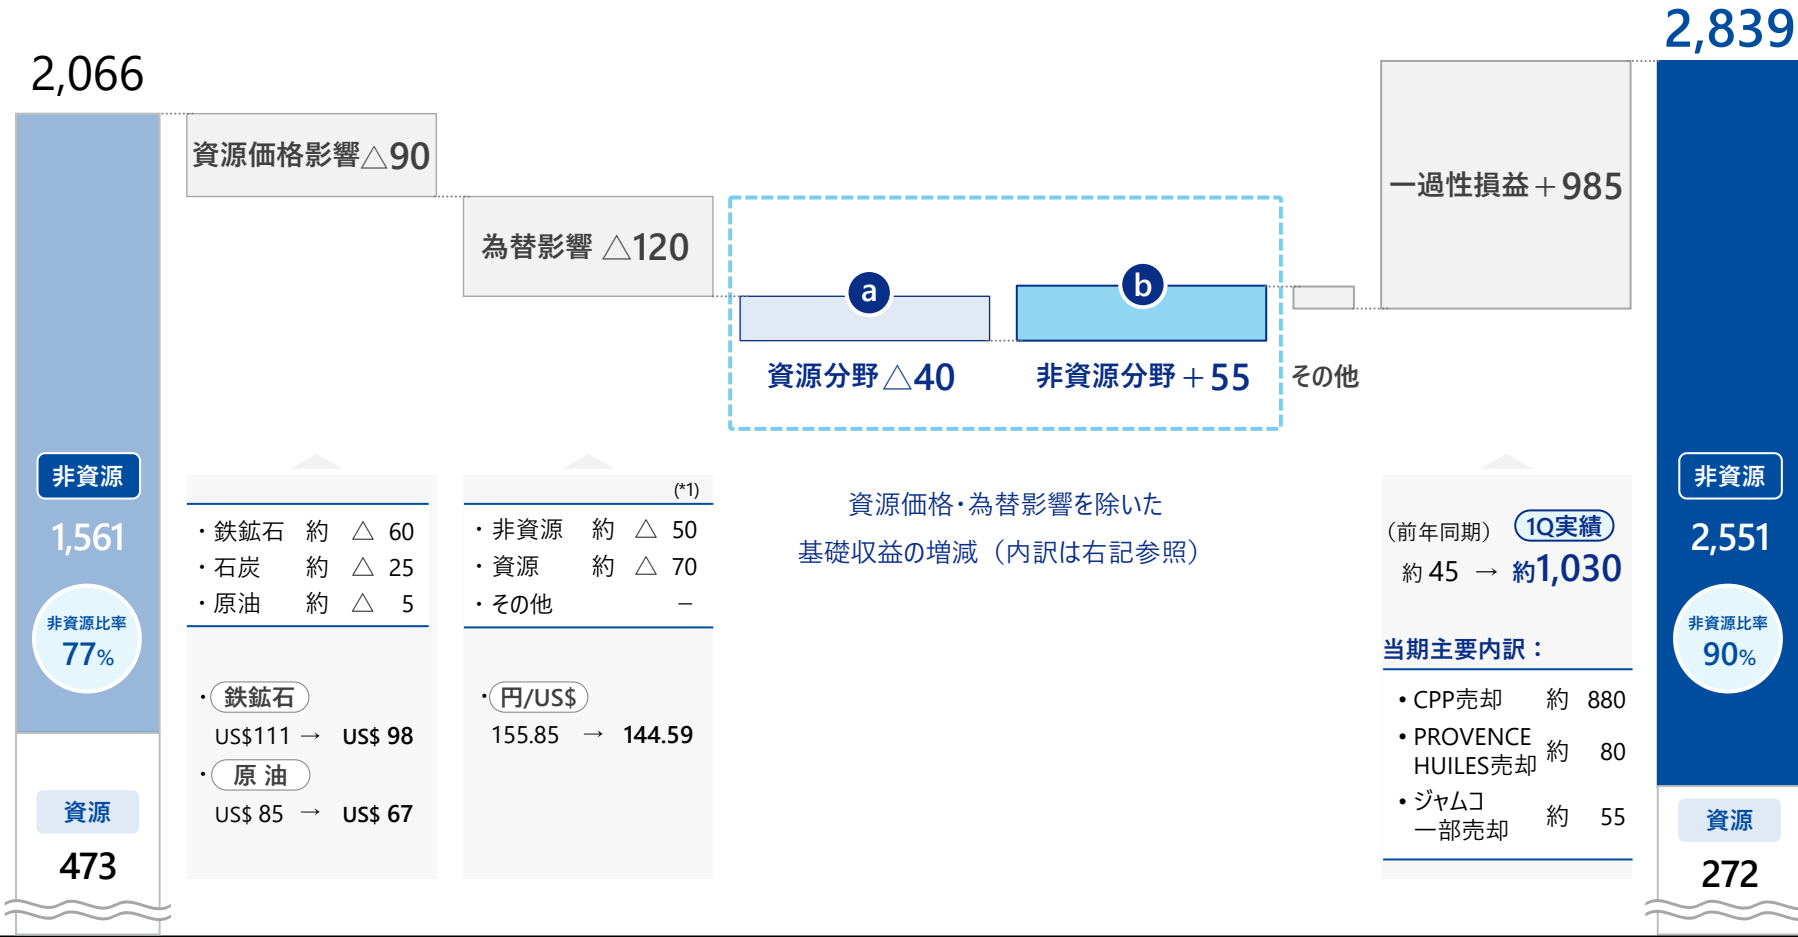 2,066
非資源
1,561
非資源比率
77%
資源
473
資源価格影響△90
・鉄鉱石 約 △ 60
・石炭 約 △ 25
・原油 約 △ 5
・鉄鉱石
US$111 → US$ 98
・原 油
US$ 85 → US$ 67
為替影響 △120
(*1)
・非資源 約 △ 50
・資源 約 △ 70
・その他 －
・円/US$
155.85 → 144.59
a
資源分野△40
b
非資源分野＋55
資源価格・為替影響を除いた
基礎収益の増減（内訳は右記参照）
その他
一過性損益＋985
（前年同期） 1Q実績
約 45 → 約1,030
当期主要内訳：
• CPP売却 約 880
• PROVENCE
HUILES売却 約 80
• ジャムコ
一部売却 約 55
2,839
非資源
2,551
非資源比率
90%
資源
272